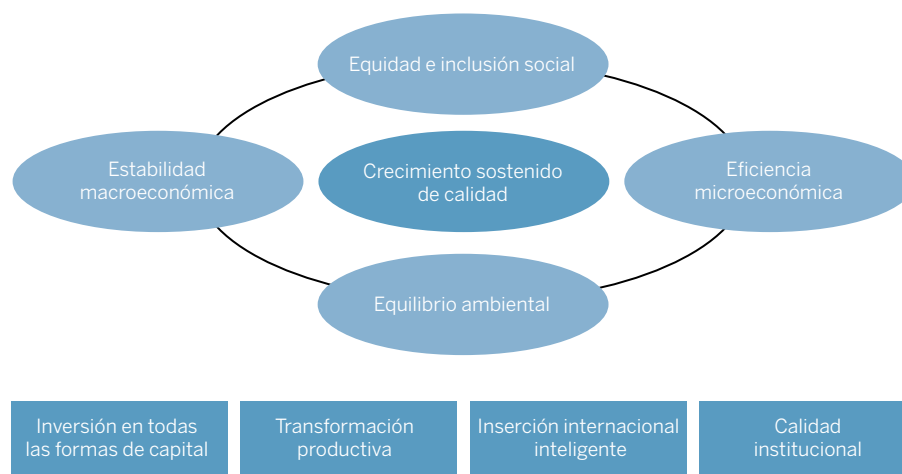 Equidad e inclusión social
Estabilidad
macroeconómica
Crecimiento sostenido
de calidad
Eficiencia
microeconómica
Equilibrio ambiental
Inversión en todas
las formas de capital
Transformación
productiva
Inserción internacional
inteligente
Calidad
institucional